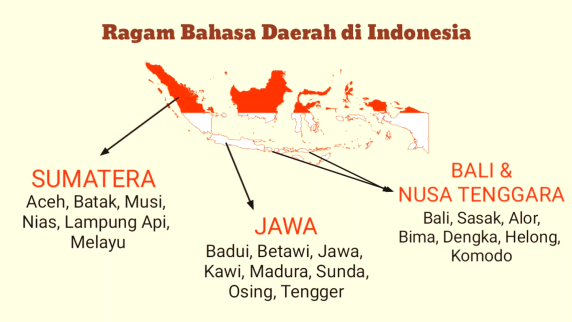 Ragam Bahasa Daerah di Indonesia
SUMATERA
Aceh, Batak, Musi,
Nias, Lampung Api,
Melayu
JAWA
Badui, Betawi, Jawa,
Kawi, Madura, Sunda,
Osing, Tengger
BALI &
NUSA TENGGARA
Bali, Sasak, Alor,
Bima, Dengka, Helong,
Komodo